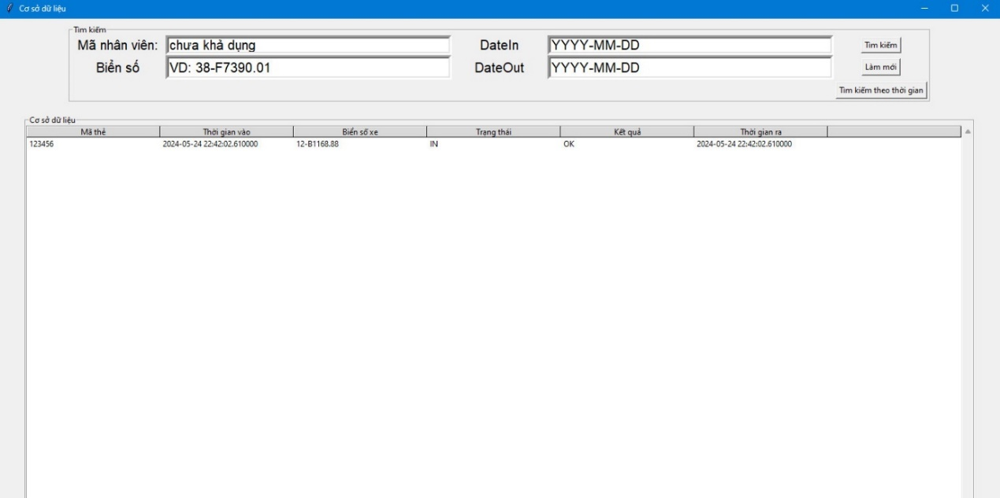 Cơ sở dữ liệu
Tìm kiếm
Mã nhân viên: chưa khả dụng DateIn YYYY-MM-DD Tìm kiếm
Biển số VD: 38-F7390.01 DateOut YYYY-MM-DD Làm mới
Tìm kiếm theo thời gian
Cơ sở dữ liệu
Mã thẻ Thời gian vào Biển số xe Trạng thái Kết quả Thời gian ra
123456 2024-05-24 22:42:02.610000 12-B1168.88 IN OK 2024-05-24 22:42:02.610000